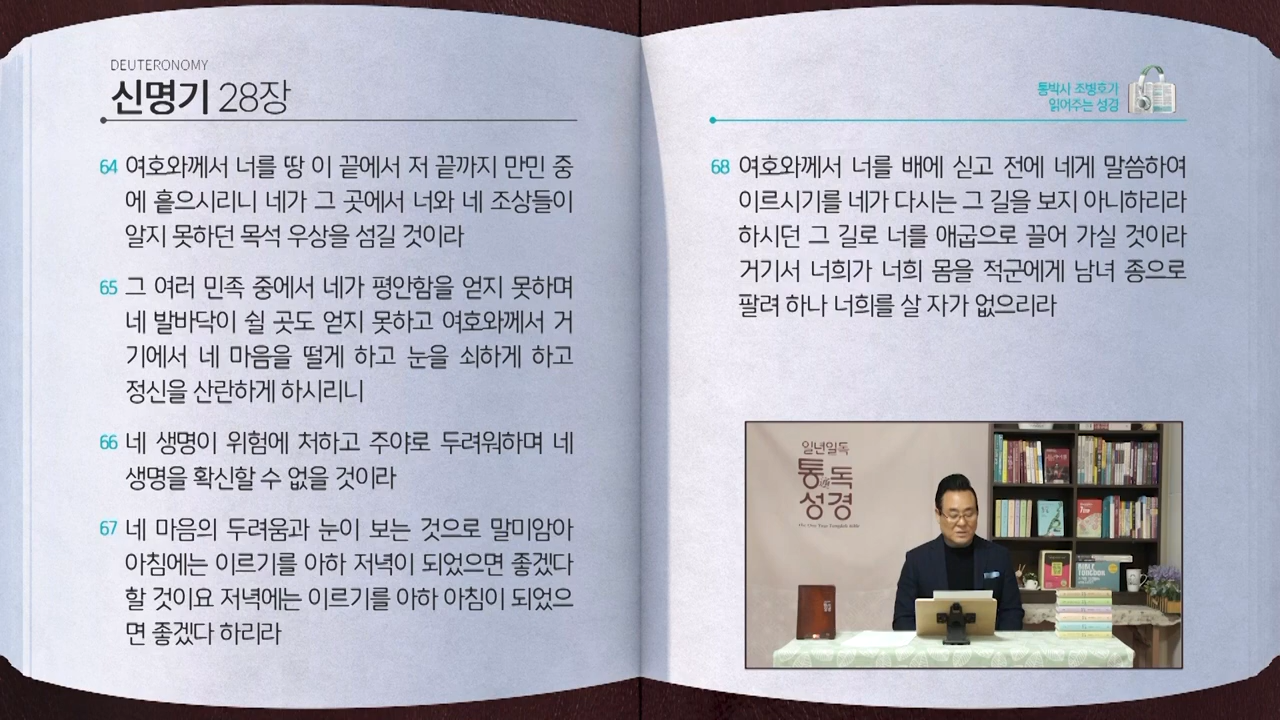 DEUTERONOMY
신명기 28장
64 여호와께서 너를 땅 이 끝에서 저 끝까지 만민 중
에 흩으시리니 네가 그 곳에서 너와 네 조상들이
알지 못하던 목석 우상을 섬길 것이라
65 그 여러 민족 중에서 네가 평안함을 얻지 못하며
네 발바닥이 쉴 곳도 얻지 못하고 여호와께서 거
기에서 네 마음을 떨게 하고 눈을 쇠하게 하고
정신을 산란하게 하시리니
66 네 생명이 위험에 처하고 주야로 두려워하며 네
생명을 확신할 수 없을 것이라
67 네 마음의 두려움과 눈이 보는 것으로 말미암아
아침에는 이르기를 아하 저녁이 되었으면 좋겠다
할 것이요 저녁에는 이르기를 아하 아침이 되었으
면 좋겠다 하리라
통박사 조병호가
읽어주는 성경
68 여호와께서 너를 배에 싣고 전에 네게 말씀하여
이르시기를 네가 다시는 그 길을 보지 아니하리라
하시던 그 길로 너를 애굽으로 끌어 가실 것이라
거기서 너희가 너희 몸을 적군에게 남녀 종으로
팔려 하나 너희를 살 자가 없으리라
일년일독
통독
성경
The One Year Tongdok Bible
BIBLE
TONGDOK